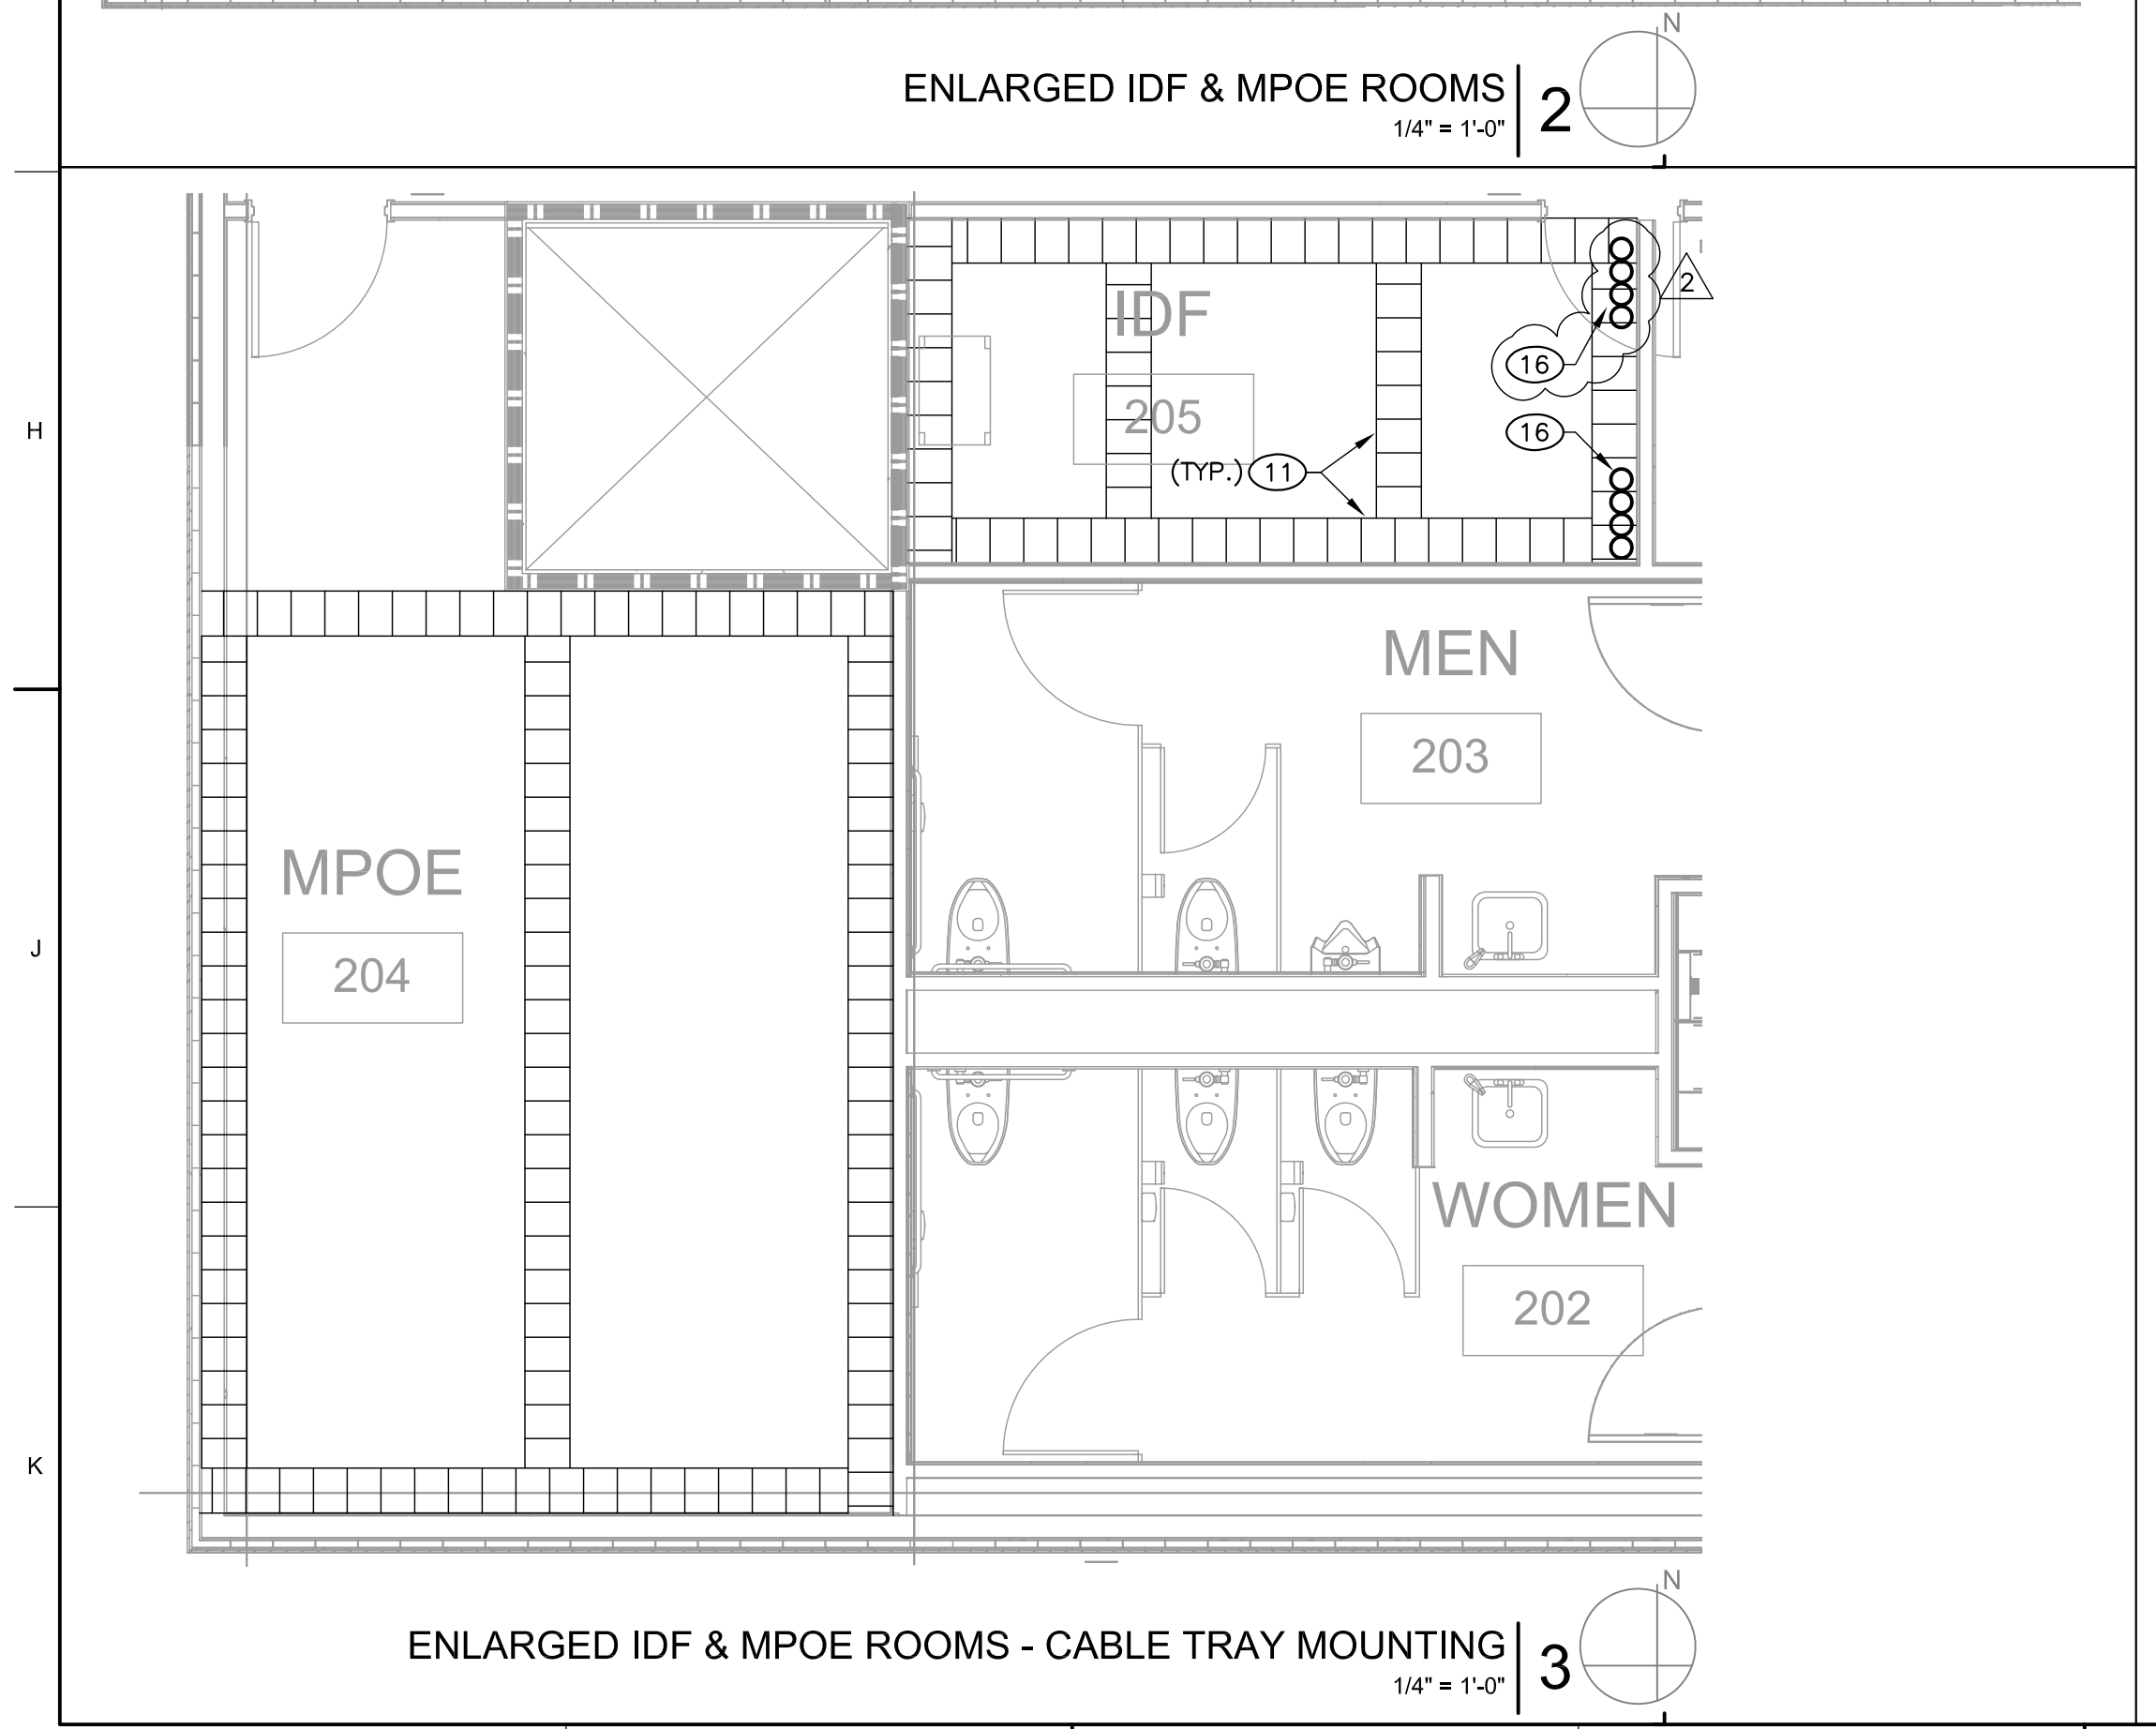 N
ENLARGED IDF & MPOE ROOMS
1/4" = 1'-0"
2
2
IDF
205
16
16
(TYP.) 11
H
MEN
203
MPOE
204
J
WOMEN
202
K
N
ENLARGED IDF & MPOE ROOMS - CABLE TRAY MOUNTING
1/4" = 1'-0"
3